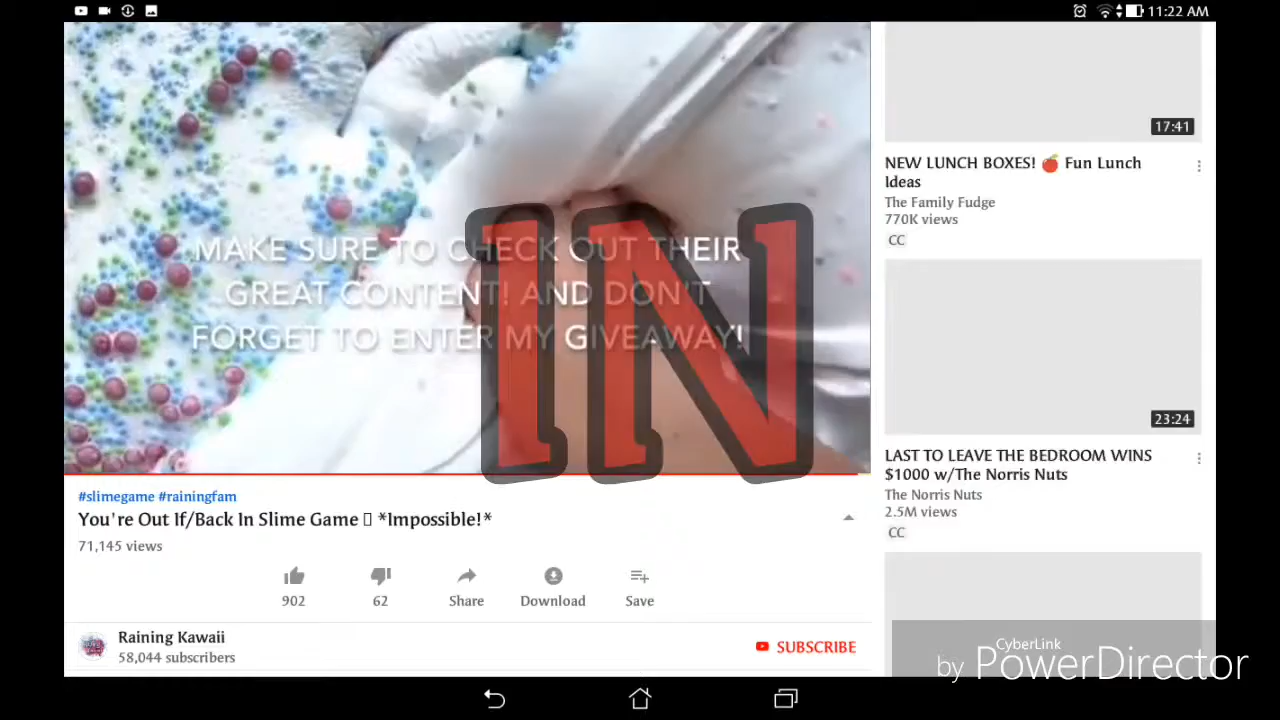 11:22 AM
MAKE SURE TO CHECK OUT THEIR
GREAT CONTENT! AND DON'T
FORGET TO ENTER MY GIVEAWAY!
IN
#slimegame #rainingfam
You're Out If/Back In Slime Game *Impossible!*
71,145 views
902
62
Share
Download
Save
Raining Kawaii
58,044 subscribers
SUBSCRIBE
17:41
NEW LUNCH BOXES! 🍎 Fun Lunch
Ideas
The Family Fudge
770K views
CC
23:24
LAST TO LEAVE THE BEDROOM WINS
$1000 w/The Norris Nuts
The Norris Nuts
2.5M views
CC
CyberLink
by PowerDirector